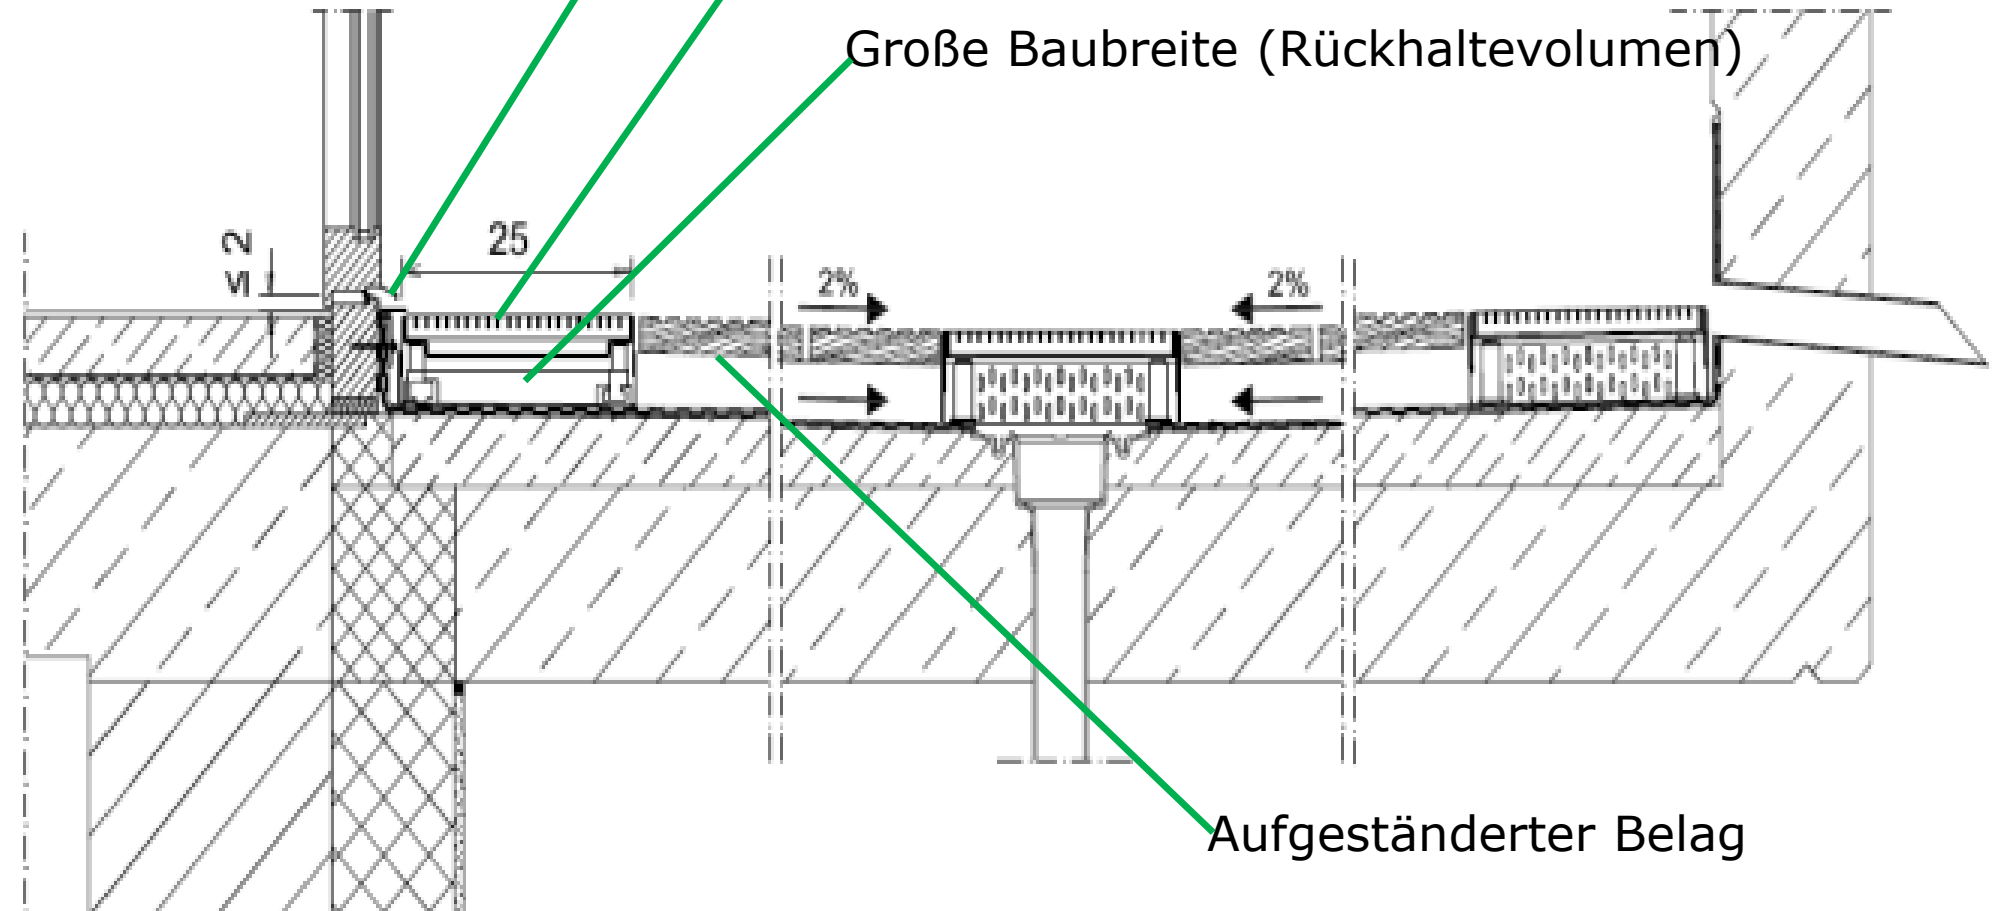 Große Baubreite (Rückhaltevolumen)
≤ 2
25
2%
2%
Aufgeständerter Belag